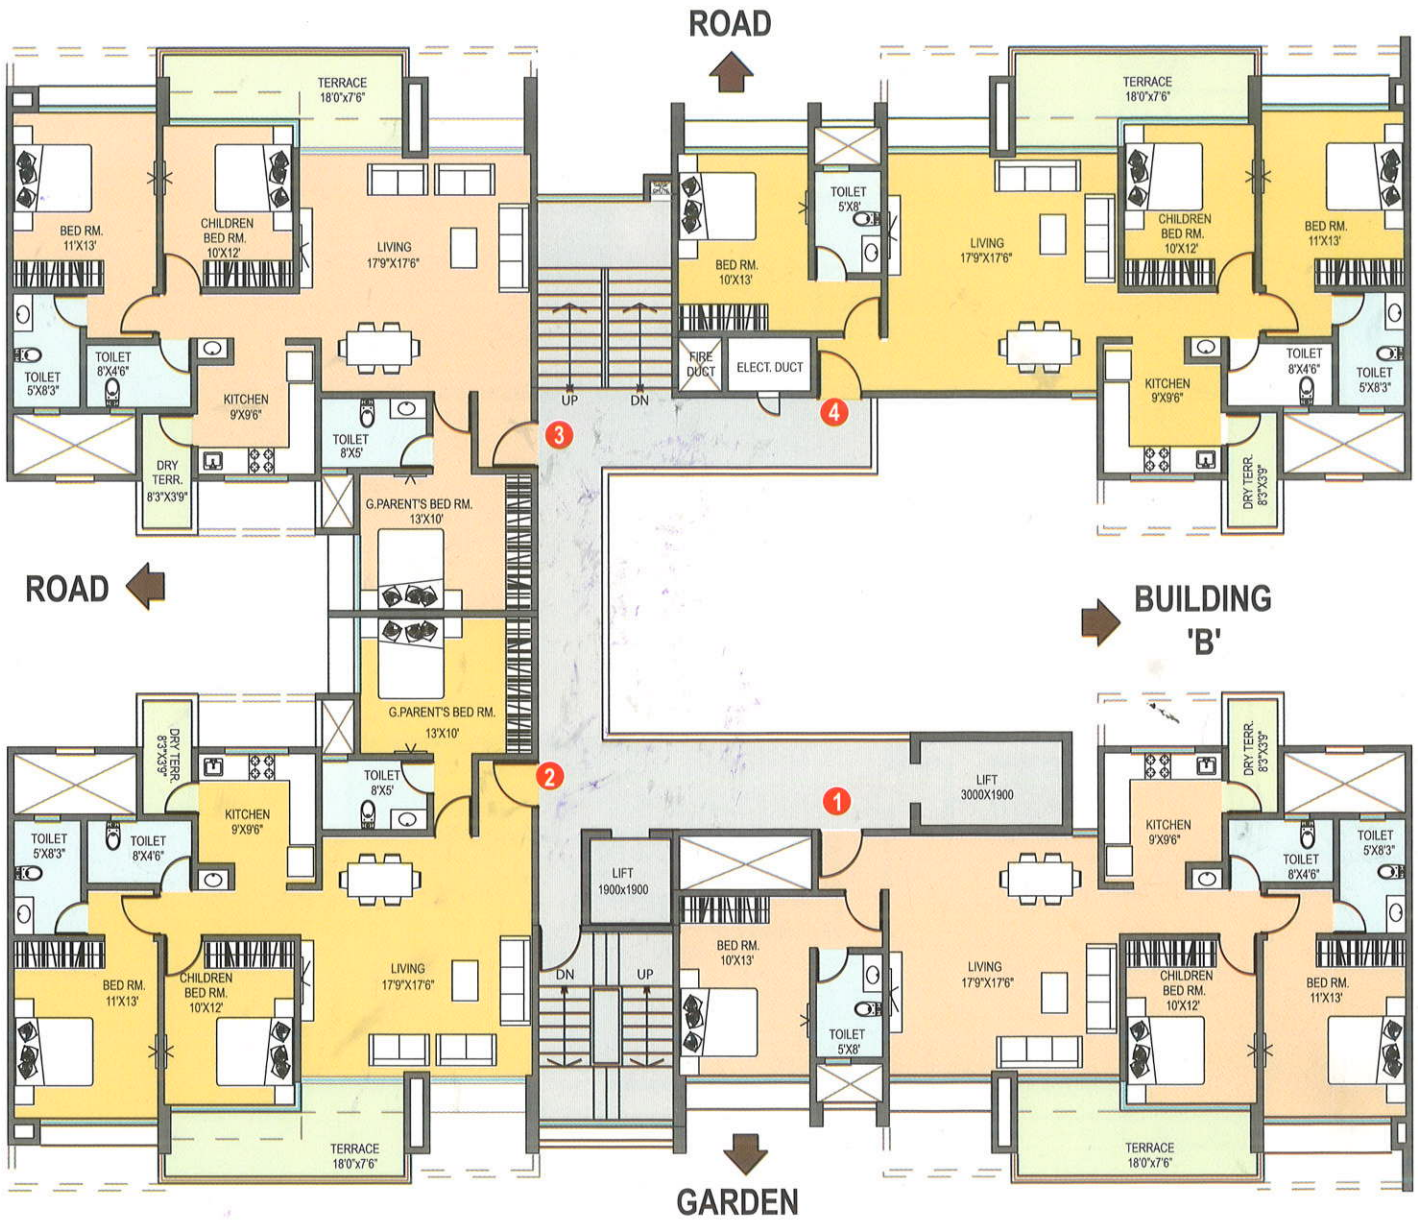 ROAD
TERRACE
18'0"x7'6"
TERRACE
18'0"x7'6"
BED RM.
11'X13'
CHILDREN
BED RM.
10'X12'
LIVING
17'9"X17'6"
BED RM.
10'X13'
TOILET
5'X8'
LIVING
17'9"X17'6"
CHILDREN
BED RM.
10'X12'
BED RM.
11'X13'
TOILET
5'X8'3"
TOILET
8'X4'6"
KITCHEN
9'X9'6"
TOILET
8'X5'
UP
DN
FIRE
DUCT
ELECT. DUCT
KITCHEN
9'X9'6"
TOILET
8'X4'6"
TOILET
5'X8'3"
3
4
DRY
TERR.
8'3"X3'9"
DRY TERR.
8'3"X3'9"
G.PARENT'S BED RM.
13'X10'
ROAD
BUILDING
'B'
G.PARENT'S BED RM.
13'X10'
DRY TERR.
8'3"X3'9"
DRY TERR.
8'3"X3'9"
2
1
LIFT
3000X1900
TOILET
5'X8'3"
TOILET
8'X4'6"
KITCHEN
9'X9'6"
TOILET
8'X5'
LIFT
1900x1900
KITCHEN
9'X9'6"
TOILET
8'X4'6"
TOILET
5'X8'3"
BED RM.
11'X13'
CHILDREN
BED RM.
10'X12'
LIVING
17'9"X17'6"
DN
UP
BED RM.
10'X13'
TOILET
5'X8'
LIVING
17'9"X17'6"
CHILDREN
BED RM.
10'X12'
BED RM.
11'X13'
TERRACE
18'0"x7'6"
TERRACE
18'0"x7'6"
GARDEN